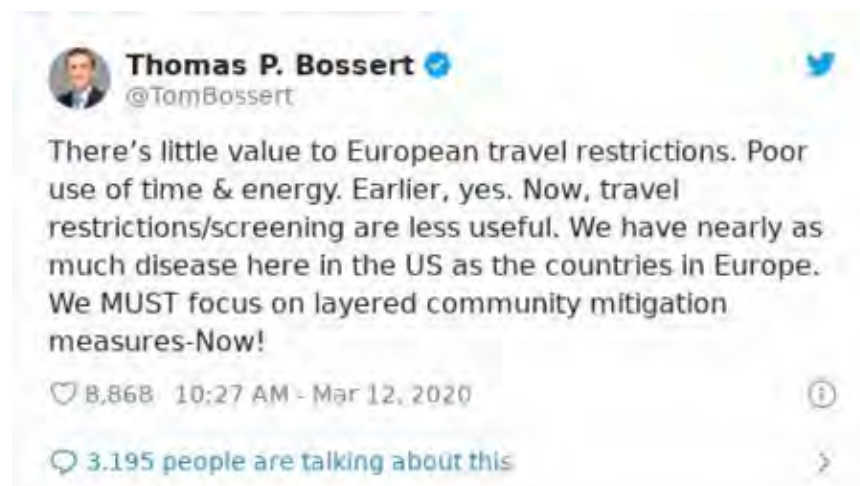 Thomas P. Bossert
@TomBossert
There’s little value to European travel restrictions. Poor
use of time & energy. Earlier, yes. Now, travel
restrictions/screening are less useful. We have nearly as
much disease here in the US as the countries in Europe.
We MUST focus on layered community mitigation
measures-Now!
8,868 10:27 AM - Mar 12, 2020
3.195 people are talking about this